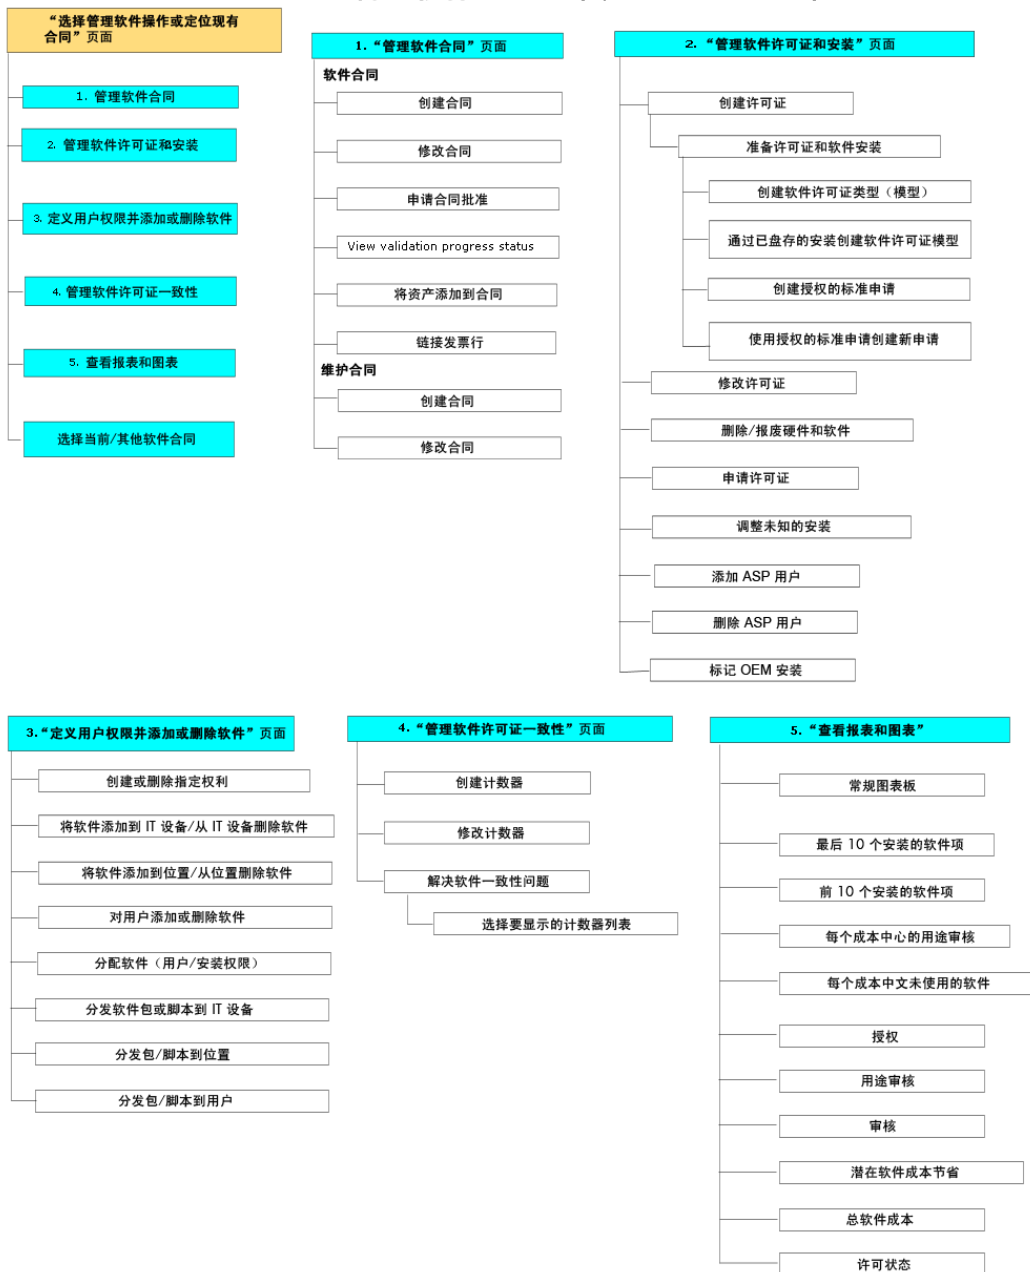 “选择管理软件操作或定位现有
合同”页面
1. 管理软件合同
2. 管理软件许可证和安装
3. 定义用户权限并添加或删除软件
4. 管理软件许可证一致性
5. 查看报表和图表
选择当前/其他软件合同
1. “管理软件合同”页面
软件合同
创建合同
修改合同
申请合同批准
View validation progress status
将资产添加到合同
链接发票行
维护合同
创建合同
修改合同
2. “管理软件许可证和安装”页面
创建许可证
准备许可证和软件安装
创建软件许可证类型（模型）
通过已盘存的安装创建软件许可证模型
创建授权的标准申请
使用授权的标准申请创建新申请
修改许可证
删除/报废硬件和软件
申请许可证
调整未知的安装
添加 ASP 用户
删除 ASP 用户
标记 OEM 安装
3. “定义用户权限并添加或删除软件”页面
创建或删除指定权利
将软件添加到 IT 设备/从 IT 设备删除软件
将软件添加到位置/从位置删除软件
对用户添加或删除软件
分配软件（用户/安装权限）
分发软件包或脚本到 IT 设备
分发包/脚本到位置
分发包/脚本到用户
4. “管理软件许可证一致性”页面
创建计数器
修改计数器
解决软件一致性问题
选择要显示的计数器列表
5. “查看报表和图表”
常规图表板
最后 10 个安装的软件项
前 10 个安装的软件项
每个成本中心的用途审核
每个成本中文未使用的软件
授权
用途审核
审核
潜在软件成本节省
总软件成本
许可状态